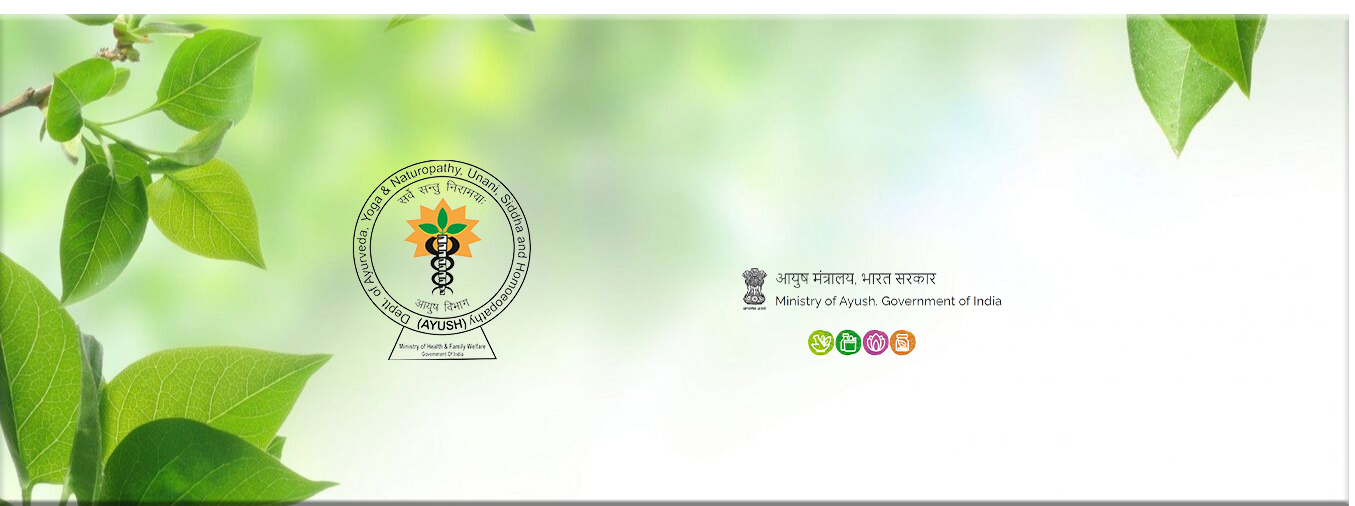 Deptt. of Ayurveda, Yoga & Naturopathy, Unani, Siddha and Homoeopathy
सर्वे सन्तु निरामयाः
आयुष विभाग
(AYUSH)
Ministry of Health & Family Welfare
Government Of India
आयुष मंत्रालय, भारत सरकार
Ministry of Ayush, Government of India